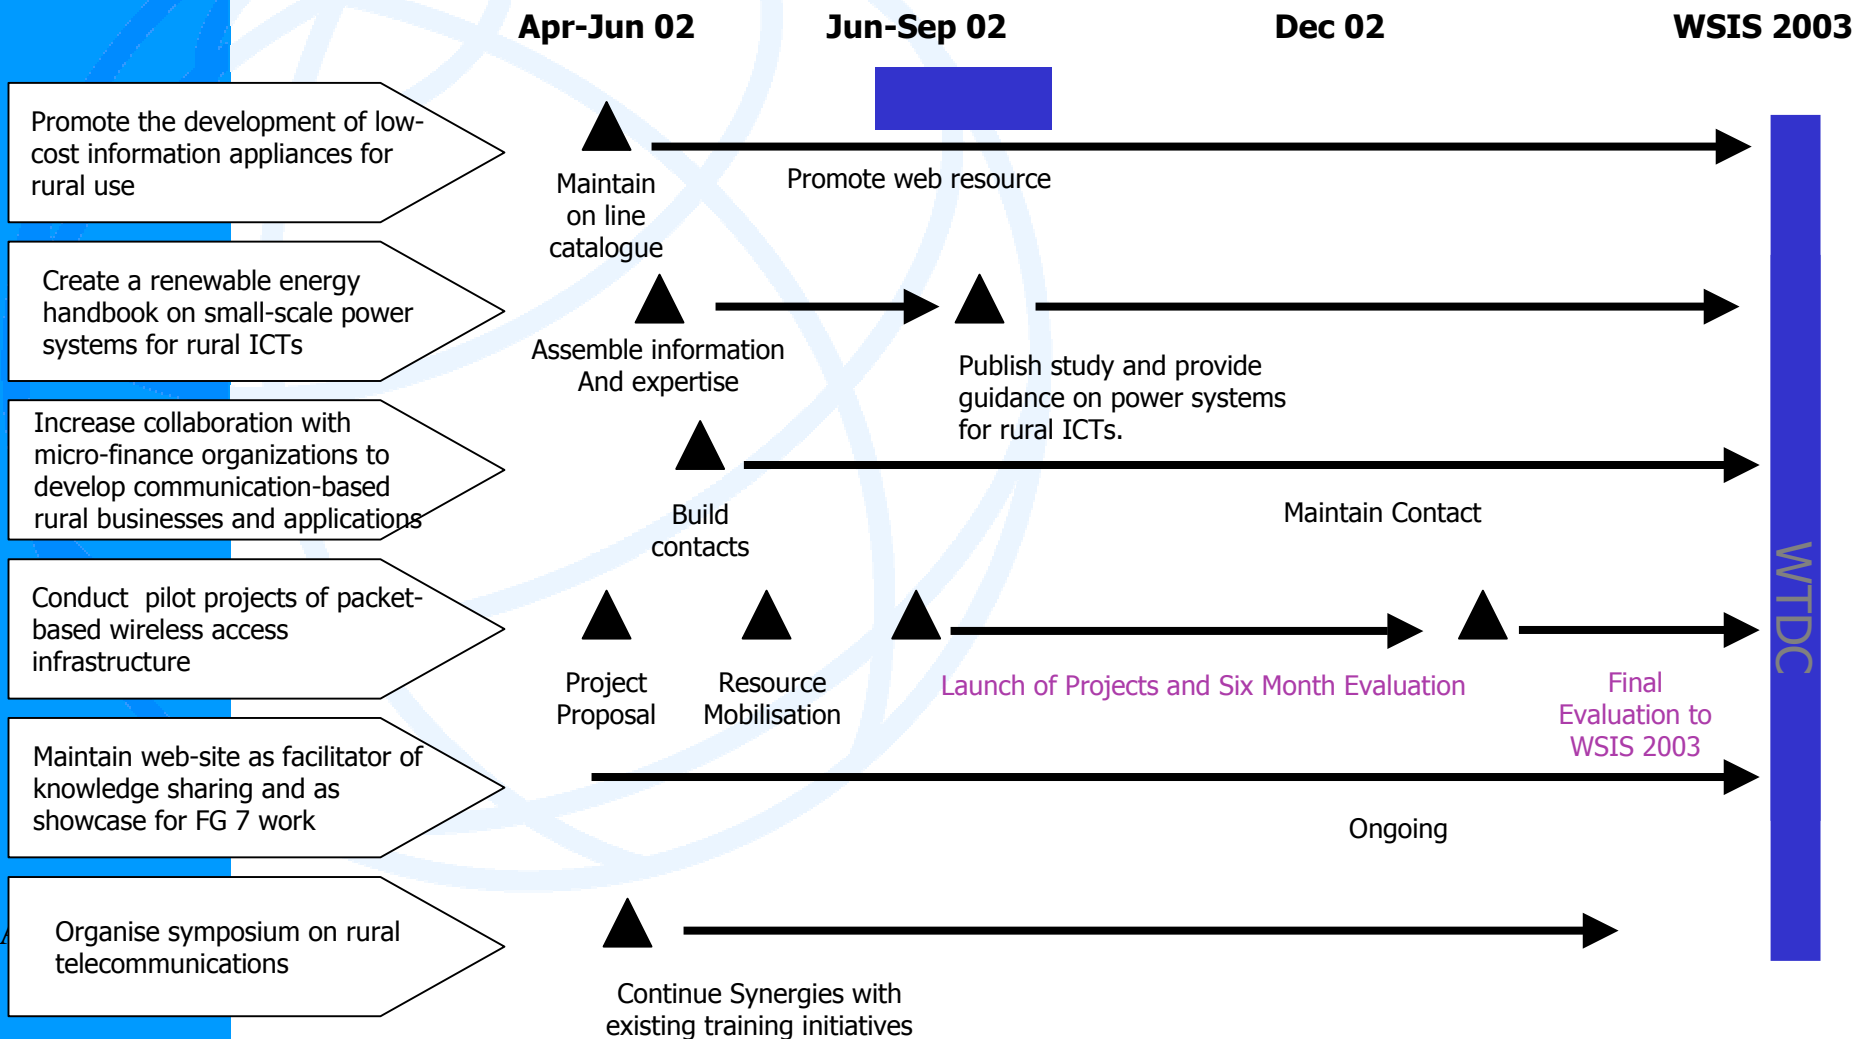 Apr-Jun 02
Jun-Sep 02
Dec 02
WSIS 2003
Promote the development of low-
cost information appliances for
rural use
Maintain
on line
catalogue
Promote web resource
Create a renewable energy
handbook on small-scale power
systems for rural ICTs
Assemble information
And expertise
Publish study and provide
guidance on power systems
for rural ICTs.
Increase collaboration with
micro-finance organizations to
develop communication-based
rural businesses and applications
Build
contacts
Maintain Contact
Conduct  pilot projects of packet-
based wireless access
infrastructure
Project
Proposal
Resource
Mobilisation
Launch of Projects and Six Month Evaluation
Final
Evaluation to
WSIS 2003
WTDC
Maintain web-site as facilitator of
knowledge sharing and as
showcase for FG 7 work
Ongoing
Organise symposium on rural
telecommunications
Continue Synergies with
existing training initiatives